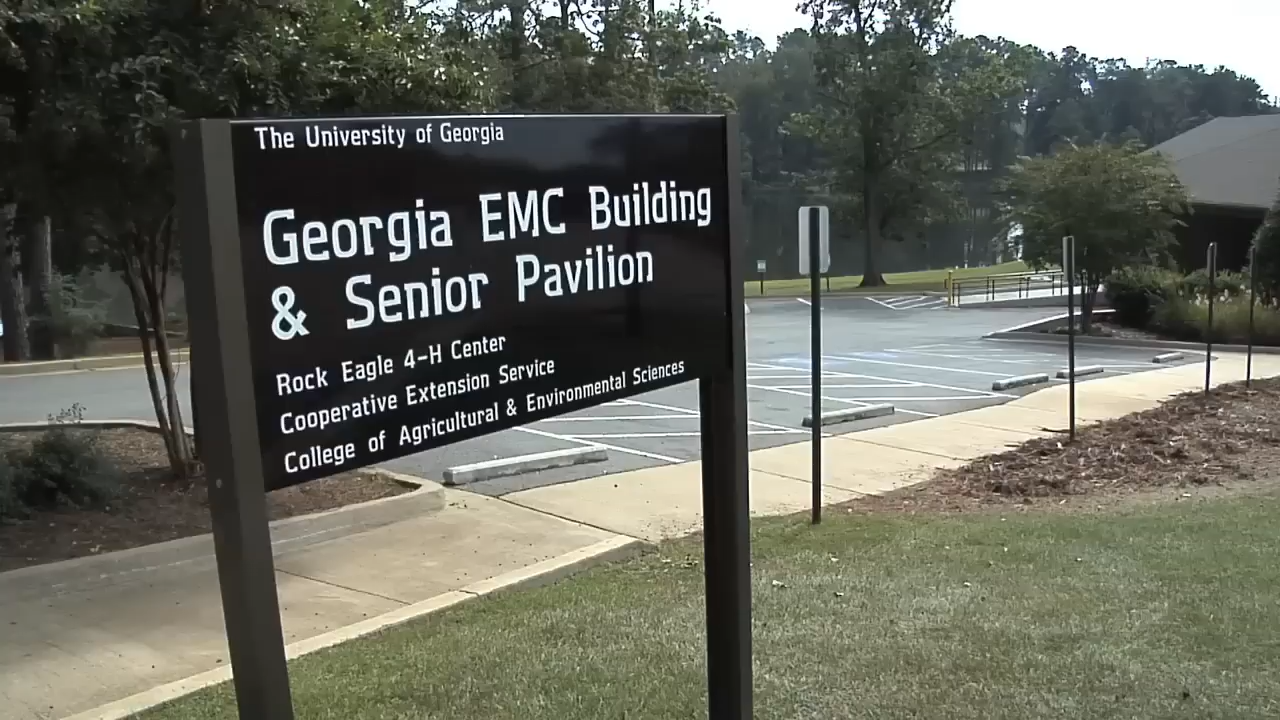 The University of Georgia
Georgia EMC Building
& Senior Pavilion
Rock Eagle 4-H Center
Cooperative Extension Service
College of Agricultural & Environmental Sciences